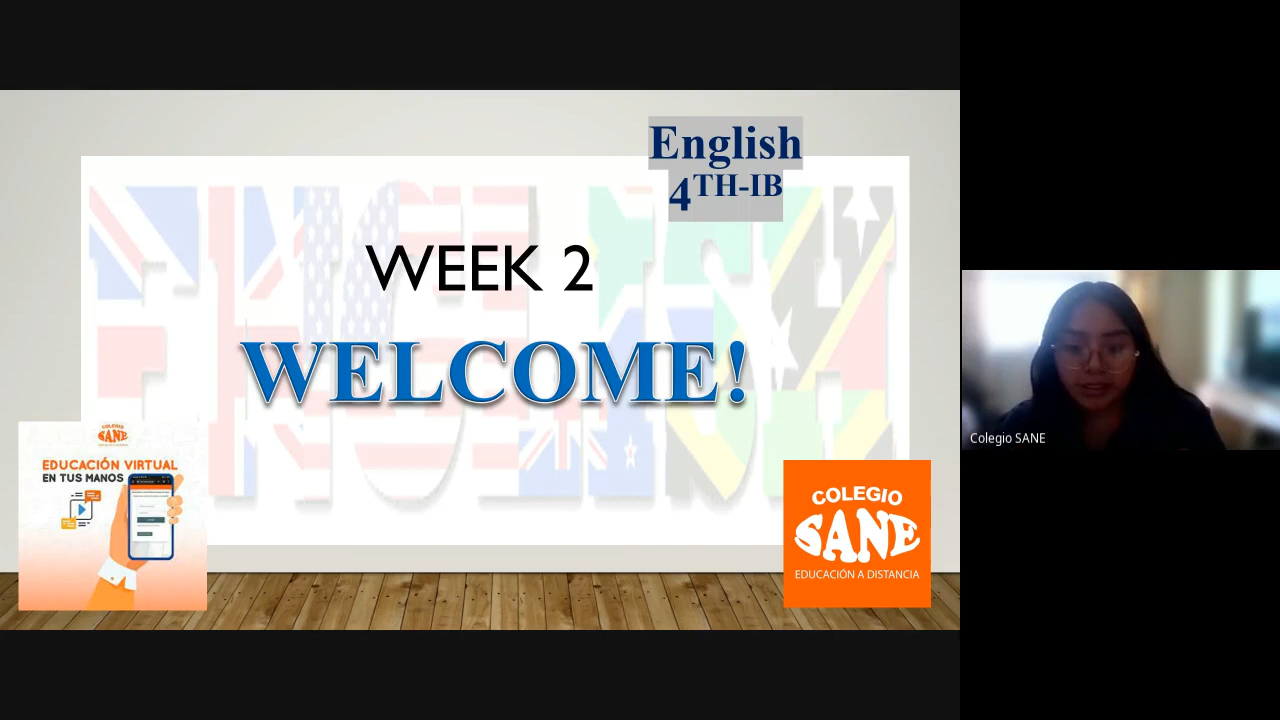 English
4TH-IB
WEEK 2
WELCOME!
COLEGIO
SANE
EDUCACIÓN VIRTUAL
EN TUS MANOS
COLEGIO
SANE
EDUCACIÓN A DISTANCIA
Colegio SANE